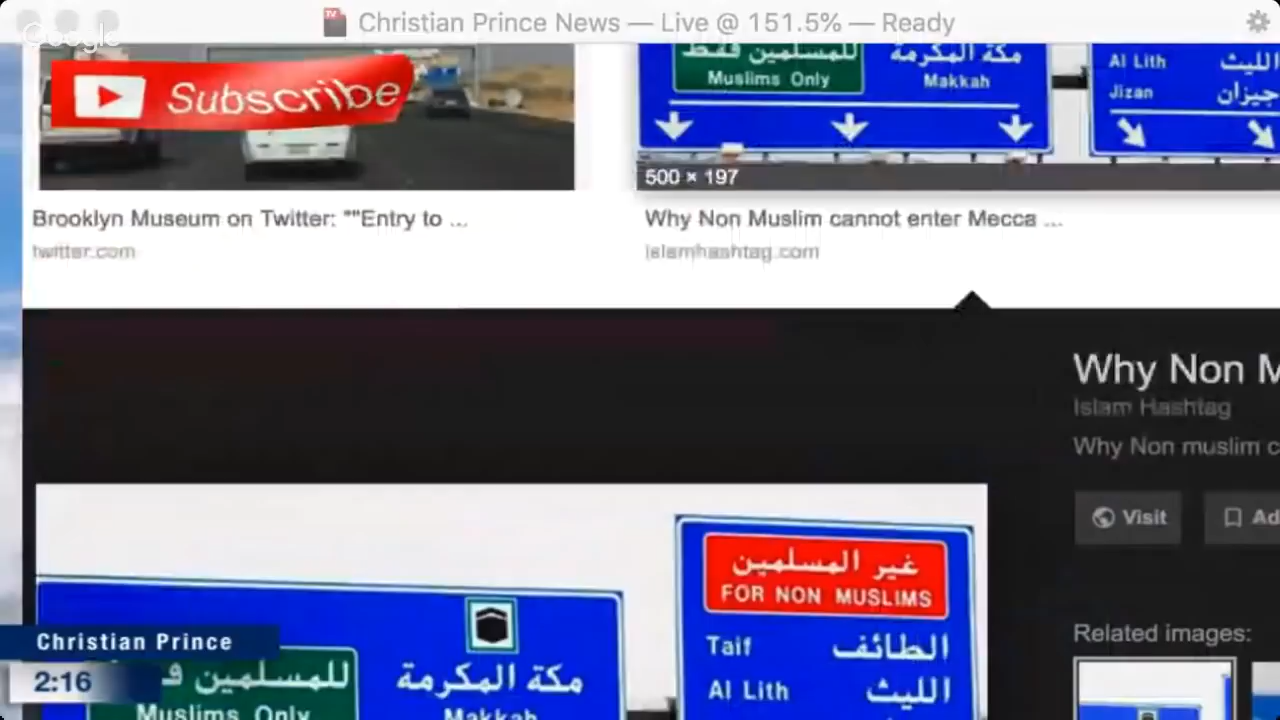 Christian Prince News — Live @ 151.5% — Ready
Google
Subscribe
للمسلمين فقط
Muslims Only
مكة المكرمة
Makkah
Al Lith الليث
Jizan جيزان
500 × 197
Brooklyn Museum on Twitter: ""Entry to ...
twitter.com
Why Non Muslim cannot enter Mecca ...
islamhashtag.com
Why Non M
Islam Hashtag
Why Non muslim c
Visit
Ad
Related images:
غير المسلمين
FOR NON MUSLIMS
Taif الطائف
Al Lith الليث
للمسلمين ف
Muslims Only
مكة المكرمة
Makkah
Christian Prince
2:16